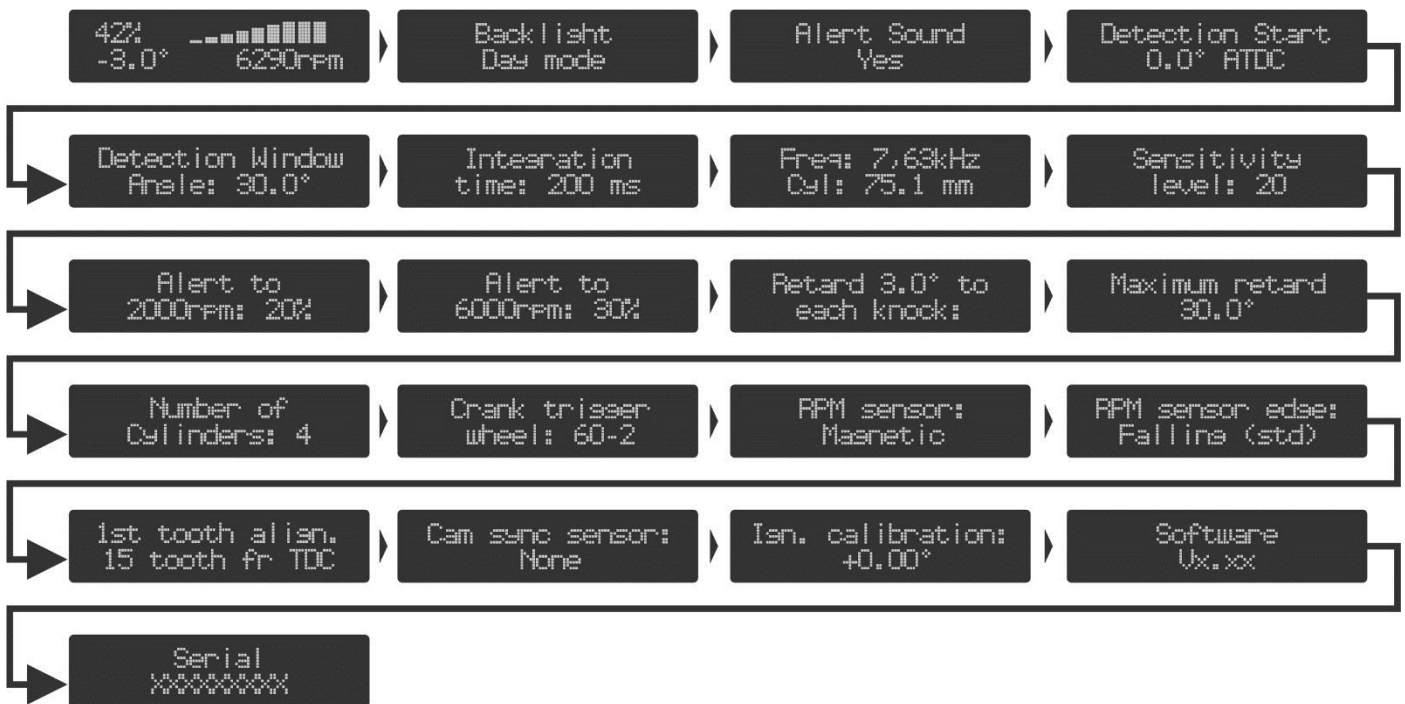 42%
-3.0° 6290rpm
Backlight
Day mode
Alert Sound
Yes
Detection Start
0.0° ATDC
Detection Window
Angle: 30.0°
Integration
time: 200 ms
Freq: 7,63kHz
Cyl: 75.1 mm
Sensitivity
level: 20
Alert to
2000rpm: 20%
Alert to
6000rpm: 30%
Retard 3.0° to
each knock:
Maximum retard
30.0°
Number of
Cylinders: 4
Crank trigger
wheel: 60-2
RPM sensor:
Magnetic
RPM sensor edge:
Falling (std)
1st tooth align.
15 tooth fr TDC
Cam sync sensor:
None
Ign. calibration:
+0.00°
Software
Vx.xx
Serial
XXXXXXXXX